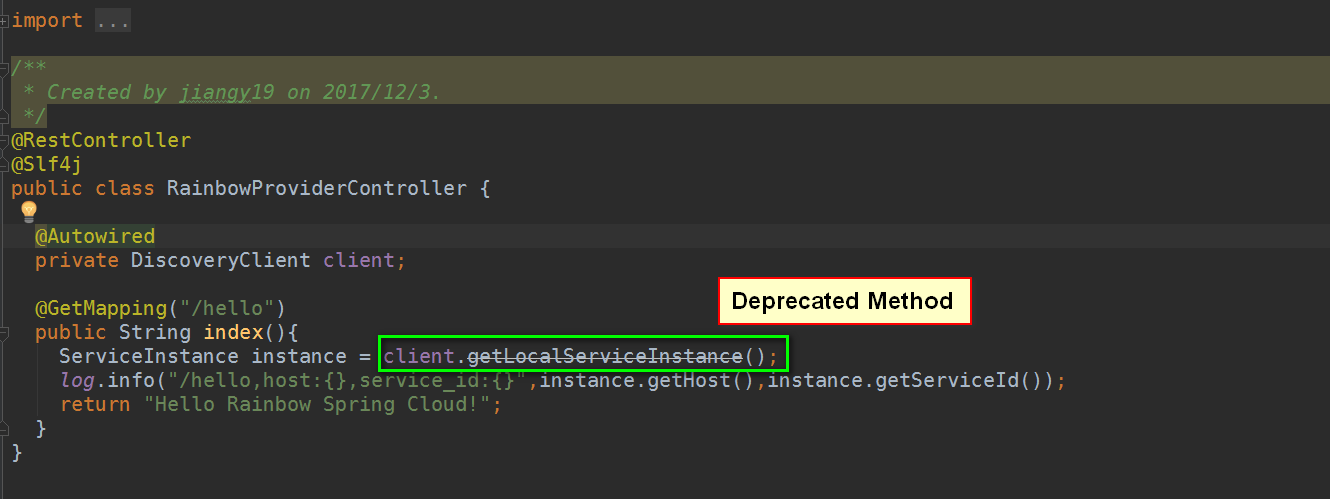 import ...
/**
* Created by jiangy19 on 2017/12/3.
*/
@RestController
@Slf4j
public class RainbowProviderController {
@Autowired
private DiscoveryClient client;
Deprecated Method
@GetMapping("/hello")
public String index(){
ServiceInstance instance = client.getLocalServiceInstance();
log.info("/hello,host:{},service_id:{}",instance.getHost(),instance.getServiceId());
return "Hello Rainbow Spring Cloud!";
}
}